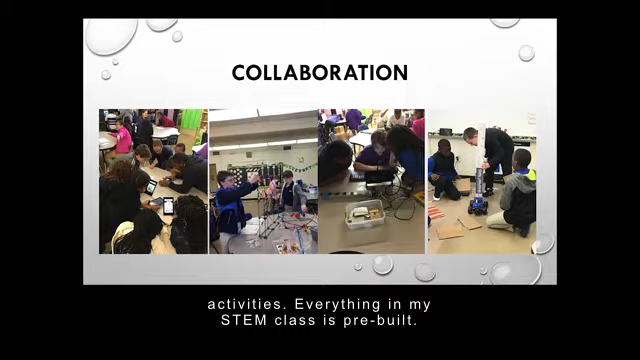 COLLABORATION
activities. Everything in my
STEM class is pre-built.